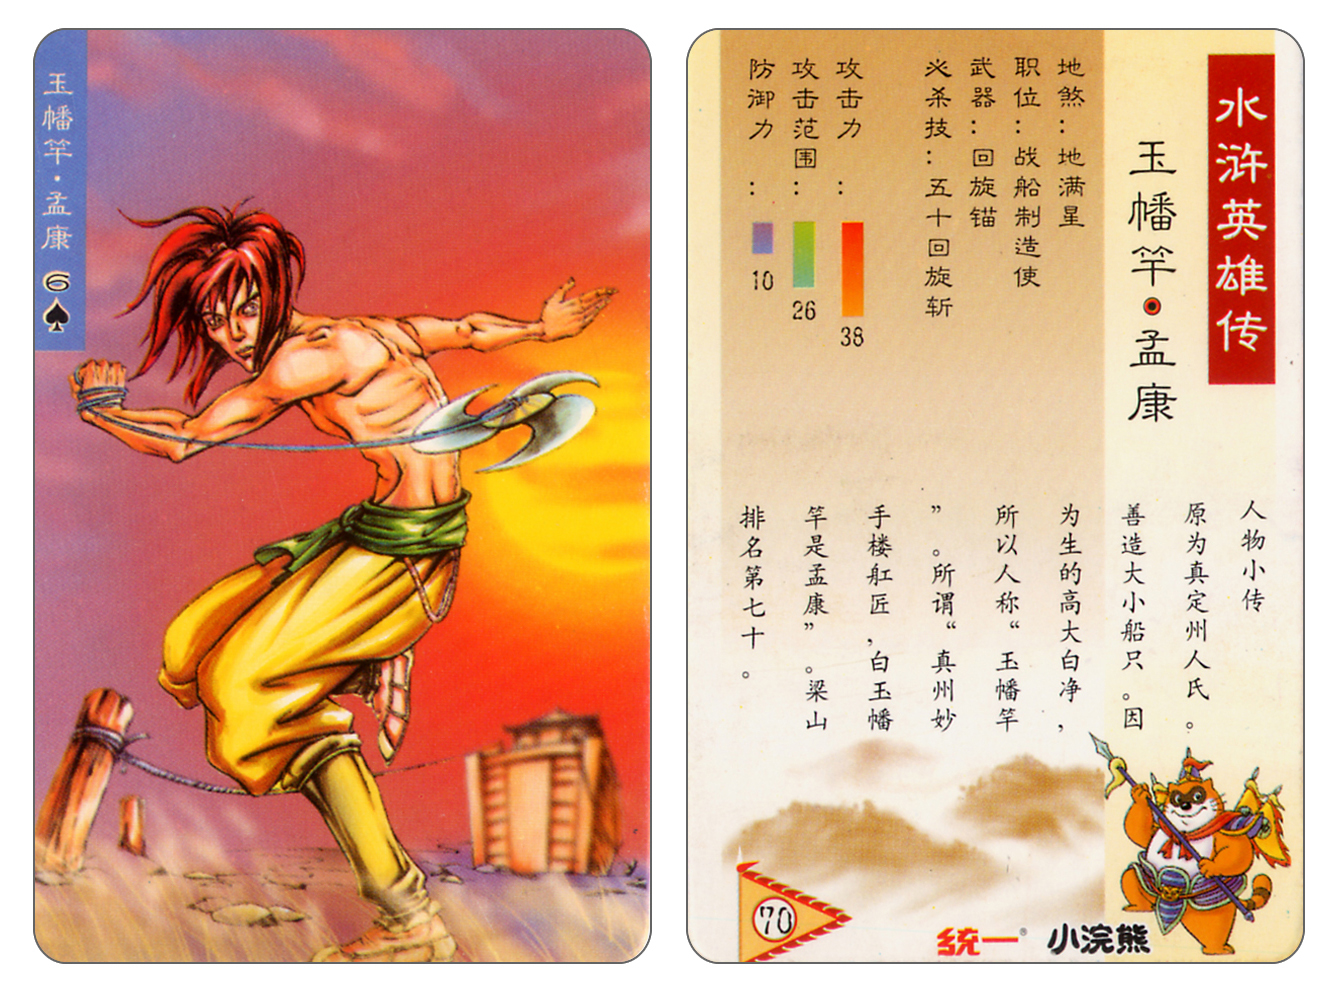 玉幡竿·孟康
6♠
水浒英雄传
玉幡竿·孟康
地煞：地满星
职位：战船制造使
武器：回旋锚
必杀技：五十回旋斩
攻击力：
38
攻击范围：
26
防御力：
10
人物小传
原为真定州人氏。
善造大小船只。因
为生的高大白净，
所以人称“玉幡竿
”。所谓“真州妙
手楼舡匠，白玉幡
竿是孟康”。梁山
排名第七十。
70
統一®
小浣熊